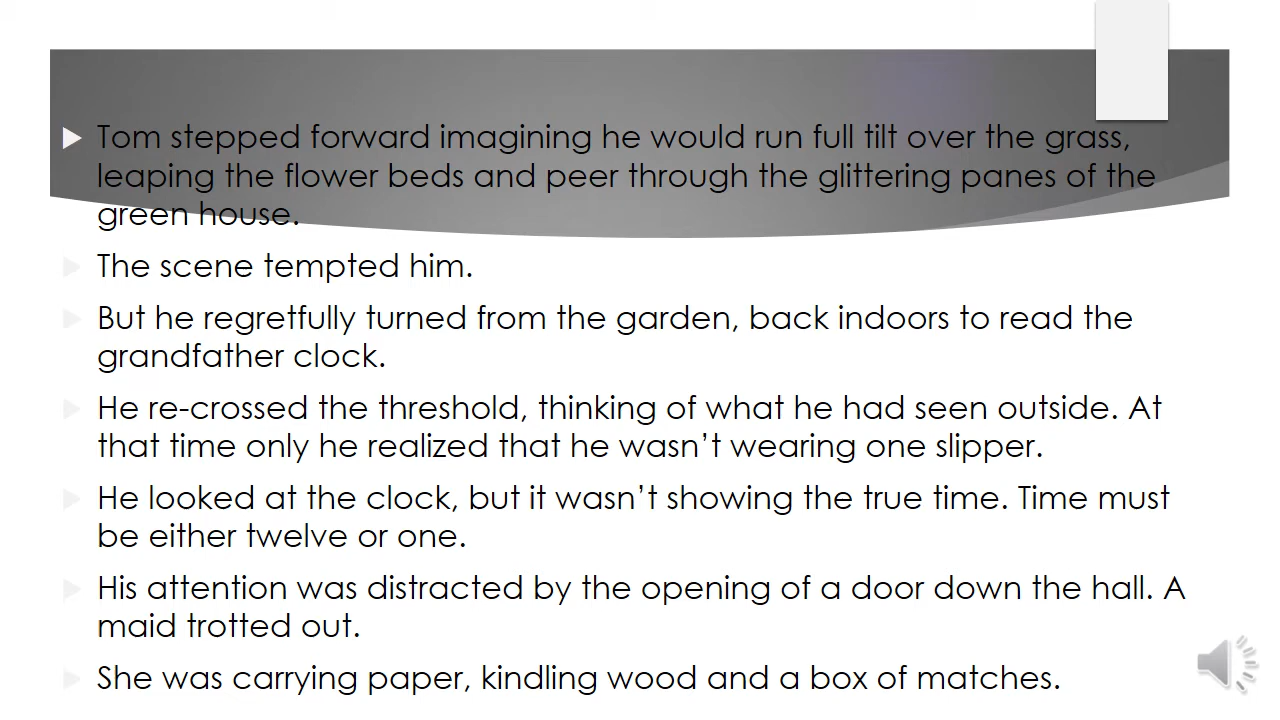 Tom stepped forward imagining he would run full tilt over the grass,
leaping the flower beds and peer through the glittering panes of the
green house.
The scene tempted him.
But he regretfully turned from the garden, back indoors to read the
grandfather clock.
He re-crossed the threshold, thinking of what he had seen outside. At
that time only he realized that he wasn’t wearing one slipper.
He looked at the clock, but it wasn’t showing the true time. Time must
be either twelve or one.
His attention was distracted by the opening of a door down the hall. A
maid trotted out.
She was carrying paper, kindling wood and a box of matches.